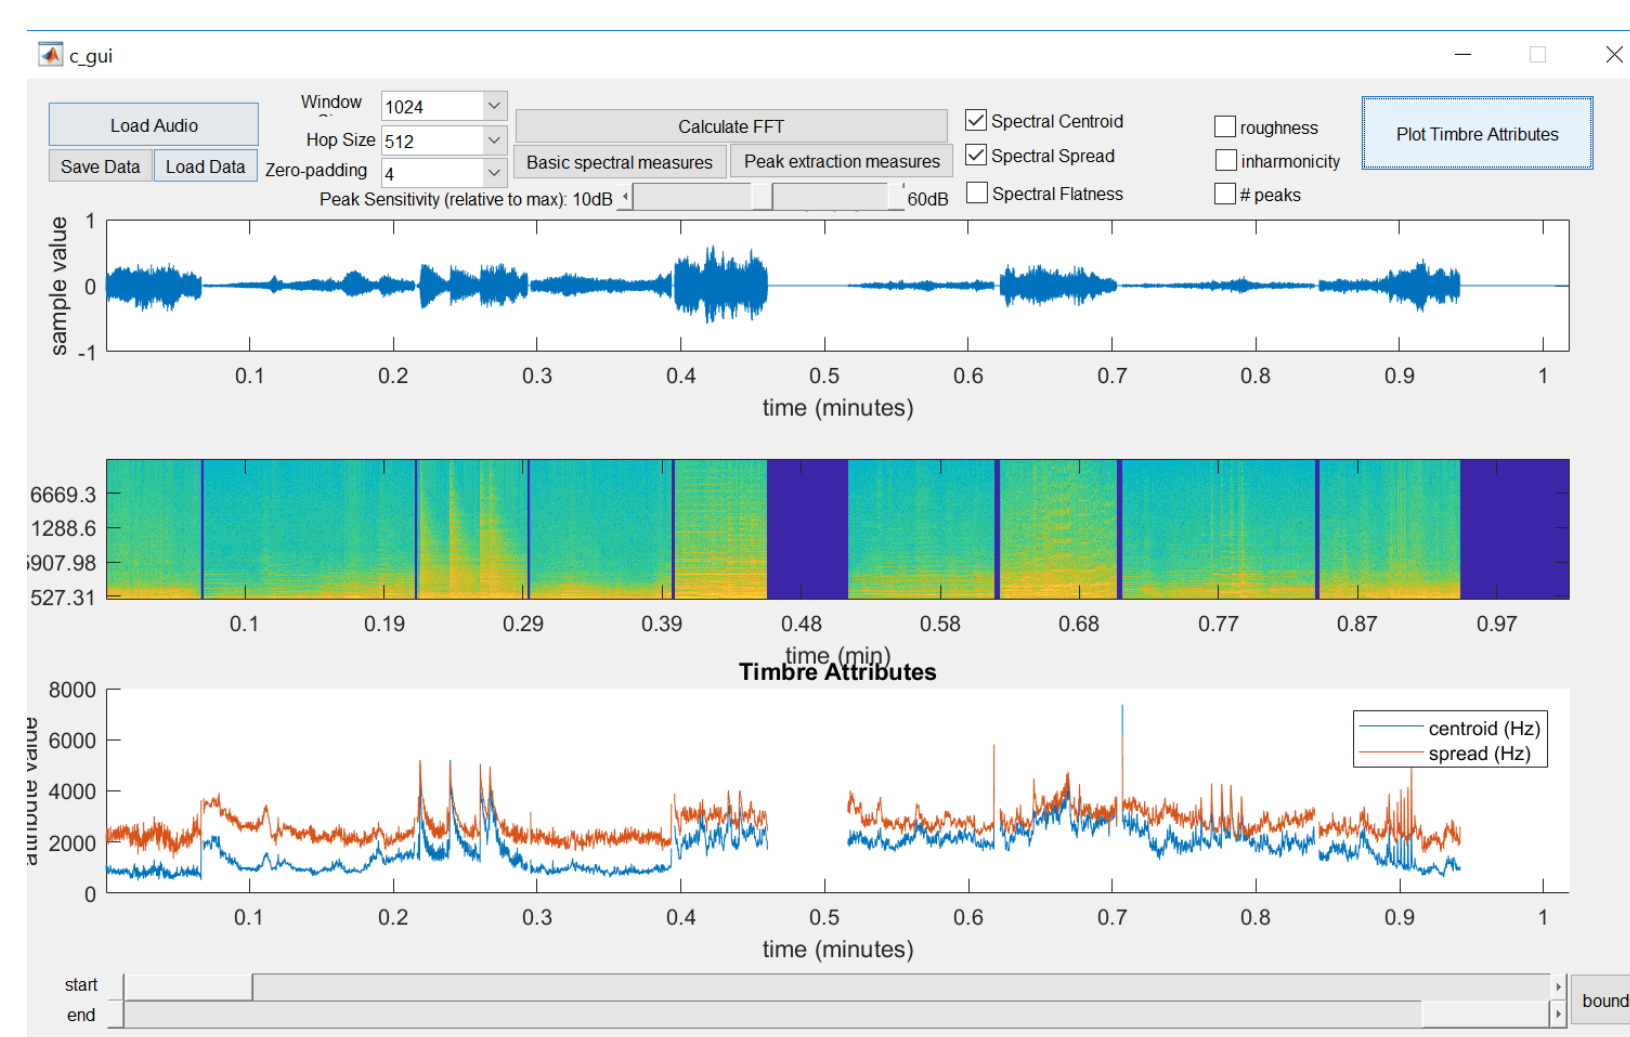 c_gui
Load Audio
Save Data
Load Data
Window
1024
Hop Size
512
Zero-padding
4
Calculate FFT
Basic spectral measures
Peak extraction measures
Peak Sensitivity (relative to max): 10dB
60dB
Spectral Centroid
Spectral Spread
Spectral Flatness
roughness
inharmonicity
# peaks
Plot Timbre Attributes
sample value
1
0
-1
0.1 0.2 0.3 0.4 0.5 0.6 0.7 0.8 0.9 1
time (minutes)
6669.3
1288.6
5907.98
527.31
0.1 0.19 0.29 0.39 0.48 0.58 0.68 0.77 0.87 0.97
time (min)
Timbre Attributes
attribute value
8000
6000
4000
2000
0
centroid (Hz)
spread (Hz)
0.1 0.2 0.3 0.4 0.5 0.6 0.7 0.8 0.9 1
time (minutes)
start
end
bound